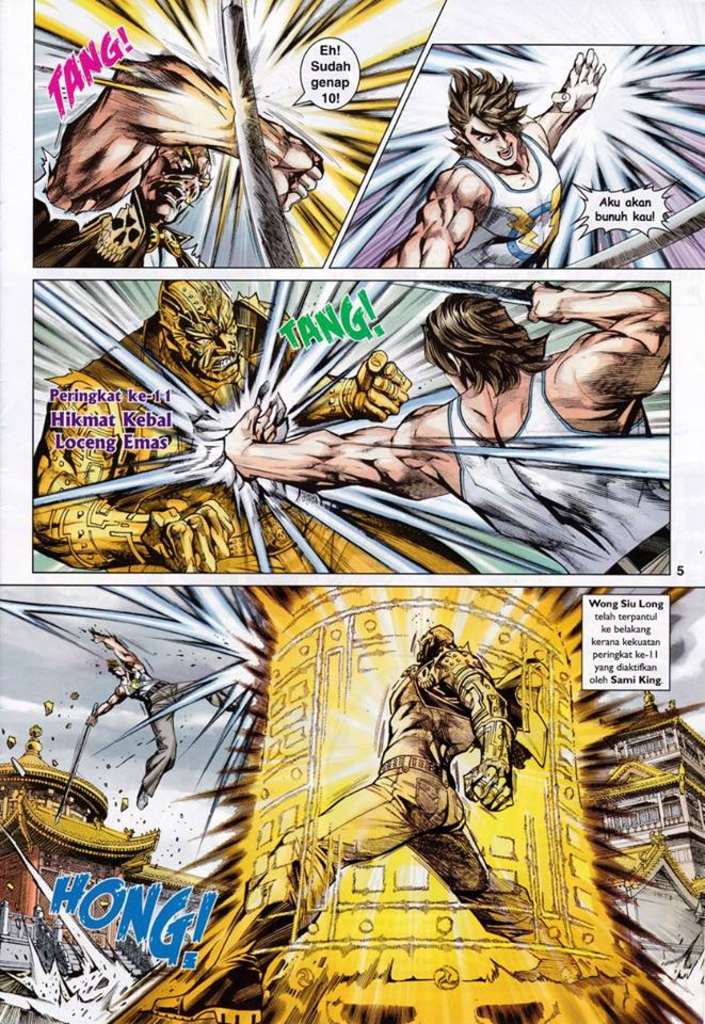 TANG!
Eh!
Sudah
genap
10!
Aku akan
bunuh kau!
TANG!
Peringkat ke-11
Hikmat Kebal
Loceng Emas
5
Wong Siu Long
telah terpantul
ke belakang
kerana kekuatan
peringkat ke-11
yang diaktifkan
oleh Sami King.
HONG!